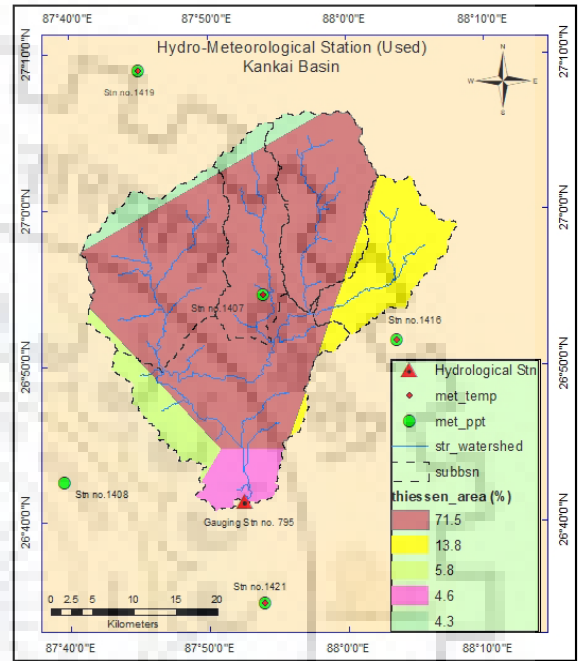 87°40'0"E 87°50'0"E 88°0'0"E 88°10'0"E
Hydro-Meteorological Station (Used)
Kankai Basin
N
W E
S
27°10'0"N 27°10'0"N
Stn no.1419
27°0'0"N 27°0'0"N
Stn no.1407
Stn no.1416
26°50'0"N 26°50'0"N
Hydrological Stn
met_temp
met_ppt
str_watershed
subbsn
thiessen_area (%)
71.5
13.8
5.8
4.6
4.3
Stn no.1408
Gauging Stn no. 795
26°40'0"N 26°40'0"N
Stn no.1421
0 2.5 5 10 15 20
Kilometers
87°40'0"E 87°50'0"E 88°0'0"E 88°10'0"E